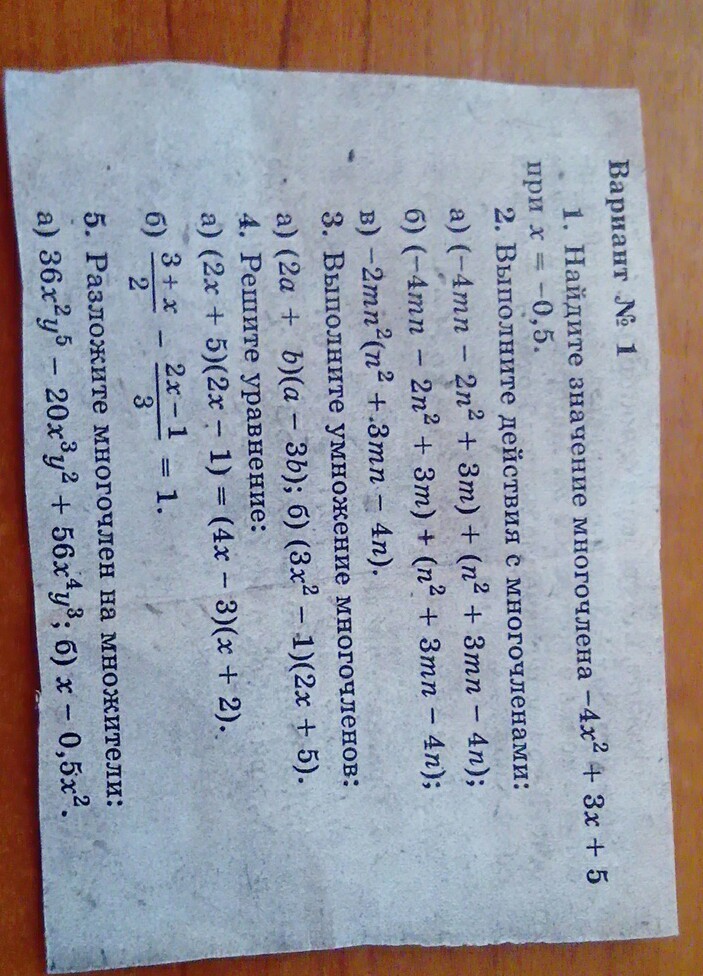 Вариант № 1
1. Найдите значение многочлена −4x² + 3x + 5
при x = −0,5.
2. Выполните действия с многочленами:
а) (−4mn − 2n² + 3m) + (n² + 3mn − 4n);
б) (−4mn − 2n² + 3m) + (n² + 3mn − 4n);
в) −2mn²(n² + 3mn − 4n).
3. Выполните умножение многочленов:
а) (2a + b)(a − 3b); б) (3x² − 1)(2x + 5).
4. Решите уравнение:
а) (2x + 5)(2x − 1) = (4x − 3)(x + 2).
б) (3 + x)/2 − (2x − 1)/3 = 1.
5. Разложите многочлен на множители:
а) 36x²y⁵ − 20x³y² + 56x⁴y³; б) x − 0,5x².